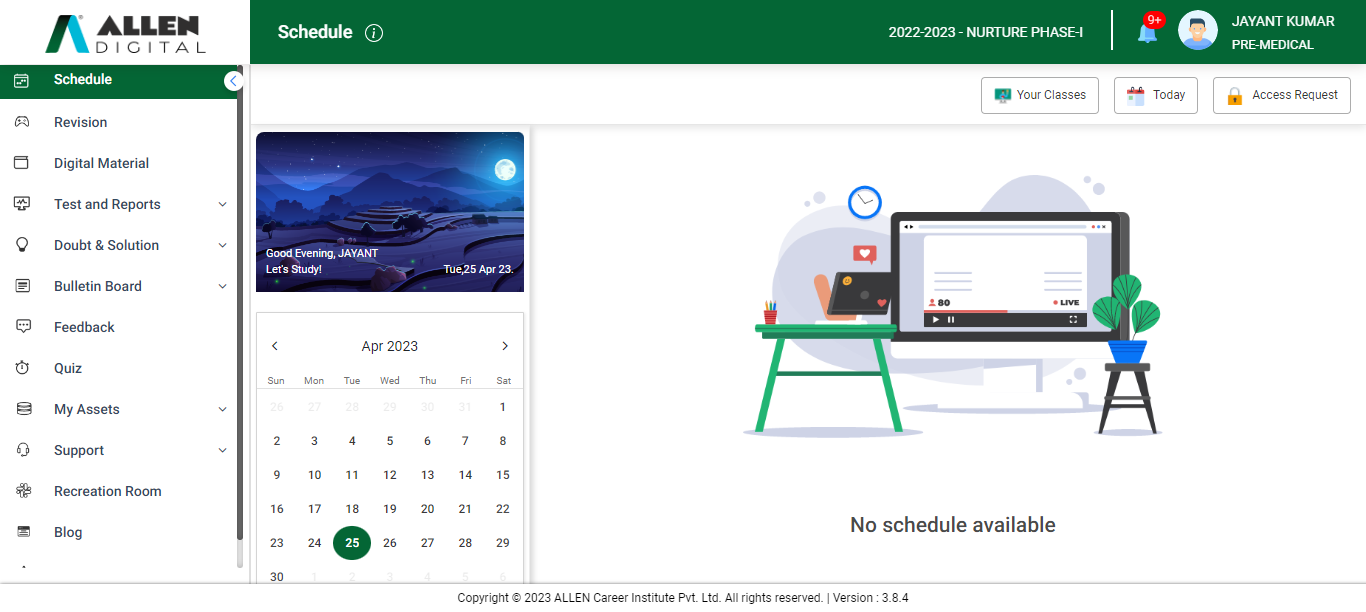 ALLEN
DIGITAL
Schedule
2022-2023 - NURTURE PHASE-I
9+
JAYANT KUMAR
PRE-MEDICAL
Schedule
Revision
Digital Material
Test and Reports
Doubt & Solution
Bulletin Board
Feedback
Quiz
My Assets
Support
Recreation Room
Blog
Your Classes
Today
Access Request
Good Evening, JAYANT
Let's Study!
Tue,25 Apr 23.
Apr 2023
Sun Mon Tue Wed Thu Fri Sat
26 27 28 29 30 31 1
2 3 4 5 6 7 8
9 10 11 12 13 14 15
16 17 18 19 20 21 22
23 24 25 26 27 28 29
30 1 2 3 4 5 6
80
LIVE
No schedule available
Copyright © 2023 ALLEN Career Institute Pvt. Ltd. All rights reserved. | Version : 3.8.4